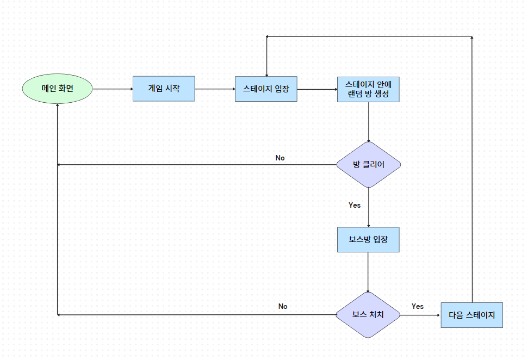 메인 화면
게임 시작
스테이지 입장
스테이지 안에
랜덤 방 생성
방 클리어
No
Yes
보스방 입장
보스 처치
No
Yes
다음 스테이지